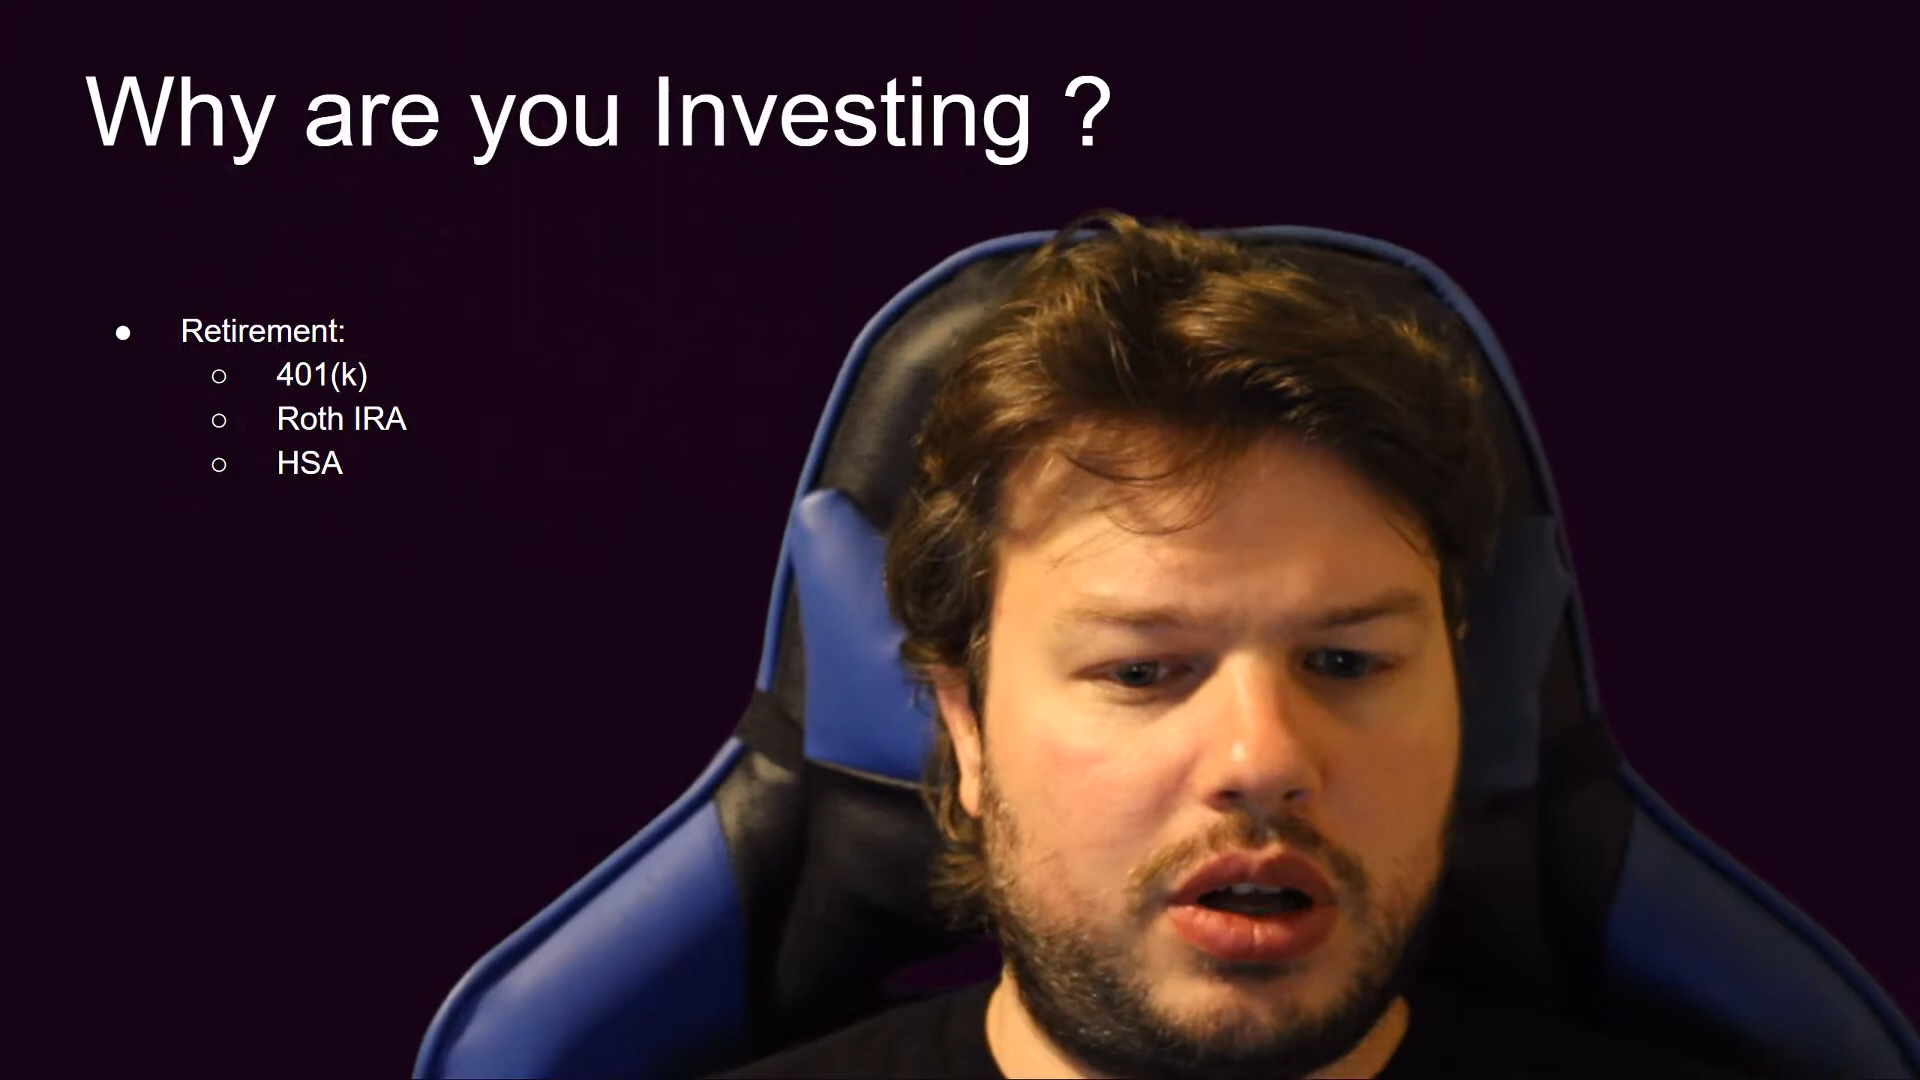 Why are you Investing ?
● Retirement:
○ 401(k)
○ Roth IRA
○ HSA